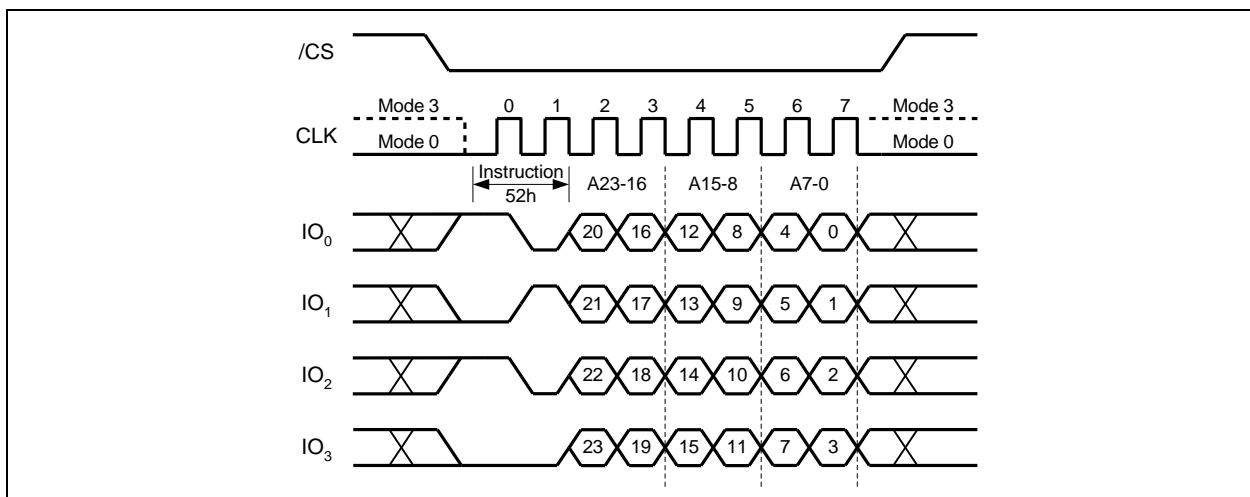 /CS
Mode 3 0 1 2 3 4 5 6 7 Mode 3
CLK
Mode 0 Mode 0
Instruction A23-16 A15-8 A7-0
52h
IO0 20 16 12 8 4 0
IO1 21 17 13 9 5 1
IO2 22 18 14 10 6 2
IO3 23 19 15 11 7 3